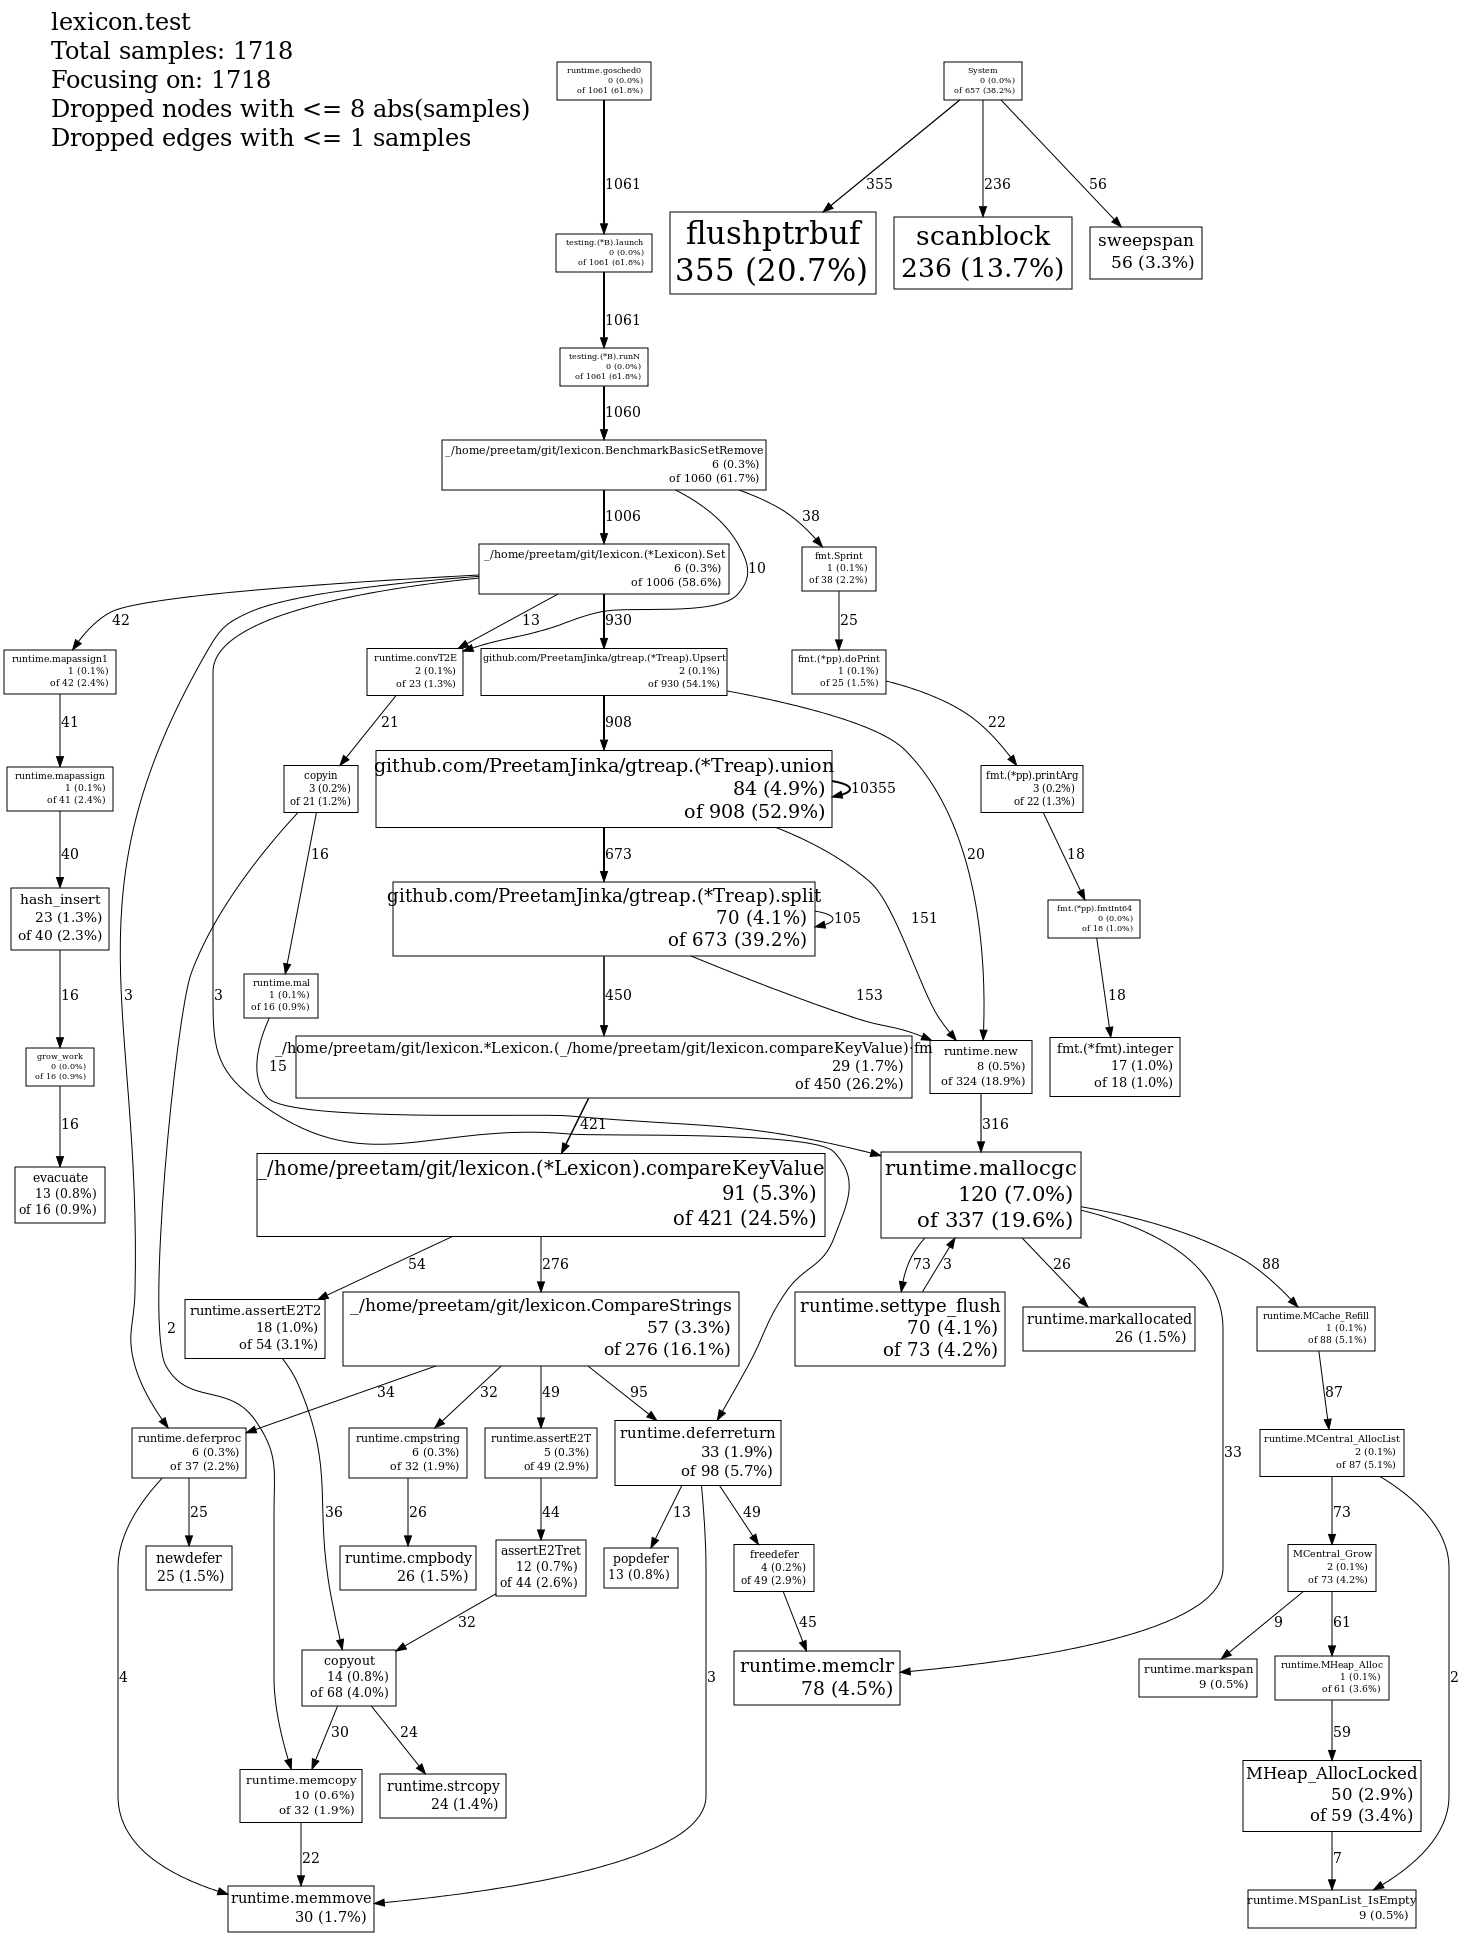 lexicon.test
Total samples: 1718
Focusing on: 1718
Dropped nodes with <= 8 abs(samples)
Dropped edges with <= 1 samples
runtime.gosched0
0 (0.0%)
of 1061 (61.8%)
System
0 (0.0%)
of 657 (38.2%)
1061
355
236
56
flushptrbuf
355 (20.7%)
scanblock
236 (13.7%)
sweepspan
56 (3.3%)
testing.(*B).launch
0 (0.0%)
of 1061 (61.8%)
1061
testing.(*B).runN
0 (0.0%)
of 1061 (61.8%)
1060
_/home/preetam/git/lexicon.BenchmarkBasicSetRemove
6 (0.3%)
of 1060 (61.7%)
1006
38
10
_/home/preetam/git/lexicon.(*Lexicon).Set
6 (0.3%)
of 1006 (58.6%)
fmt.Sprint
1 (0.1%)
of 38 (2.2%)
42
13
930
25
runtime.mapassign1
1 (0.1%)
of 42 (2.4%)
runtime.convT2E
2 (0.1%)
of 23 (1.3%)
github.com/PreetamJinka/gtreap.(*Treap).Upsert
2 (0.1%)
of 930 (54.1%)
fmt.(*pp).doPrint
1 (0.1%)
of 25 (1.5%)
41
21
908
22
runtime.mapassign
1 (0.1%)
of 41 (2.4%)
copyin
3 (0.2%)
of 21 (1.2%)
github.com/PreetamJinka/gtreap.(*Treap).union
84 (4.9%)
of 908 (52.9%)
10355
fmt.(*pp).printArg
3 (0.2%)
of 22 (1.3%)
40
16
673
20
18
hash_insert
23 (1.3%)
of 40 (2.3%)
github.com/PreetamJinka/gtreap.(*Treap).split
70 (4.1%)
of 673 (39.2%)
105
151
fmt.(*pp).fmtInt64
0 (0.0%)
of 18 (1.0%)
16
3
3
450
153
18
runtime.mal
1 (0.1%)
of 16 (0.9%)
grow_work
0 (0.0%)
of 16 (0.9%)
15
_/home/preetam/git/lexicon.*Lexicon.(_/home/preetam/git/lexicon.compareKeyValue)·fm
29 (1.7%)
of 450 (26.2%)
runtime.new
8 (0.5%)
of 324 (18.9%)
fmt.(*fmt).integer
17 (1.0%)
of 18 (1.0%)
16
421
316
evacuate
13 (0.8%)
of 16 (0.9%)
_/home/preetam/git/lexicon.(*Lexicon).compareKeyValue
91 (5.3%)
of 421 (24.5%)
runtime.mallocgc
120 (7.0%)
of 337 (19.6%)
54
276
73
3
26
88
2
runtime.assertE2T2
18 (1.0%)
of 54 (3.1%)
_/home/preetam/git/lexicon.CompareStrings
57 (3.3%)
of 276 (16.1%)
runtime.settype_flush
70 (4.1%)
of 73 (4.2%)
runtime.markallocated
26 (1.5%)
runtime.MCache_Refill
1 (0.1%)
of 88 (5.1%)
34
32
49
95
87
runtime.deferproc
6 (0.3%)
of 37 (2.2%)
runtime.cmpstring
6 (0.3%)
of 32 (1.9%)
runtime.assertE2T
5 (0.3%)
of 49 (2.9%)
runtime.deferreturn
33 (1.9%)
of 98 (5.7%)
33
runtime.MCentral_AllocList
2 (0.1%)
of 87 (5.1%)
25
36
26
44
13
49
73
newdefer
25 (1.5%)
runtime.cmpbody
26 (1.5%)
assertE2Tret
12 (0.7%)
of 44 (2.6%)
popdefer
13 (0.8%)
freedefer
4 (0.2%)
of 49 (2.9%)
MCentral_Grow
2 (0.1%)
of 73 (4.2%)
32
45
9
61
4
copyout
14 (0.8%)
of 68 (4.0%)
3
runtime.memclr
78 (4.5%)
runtime.markspan
9 (0.5%)
runtime.MHeap_Alloc
1 (0.1%)
of 61 (3.6%)
2
30
24
59
runtime.memcopy
10 (0.6%)
of 32 (1.9%)
runtime.strcopy
24 (1.4%)
MHeap_AllocLocked
50 (2.9%)
of 59 (3.4%)
22
7
runtime.memmove
30 (1.7%)
runtime.MSpanList_IsEmpty
9 (0.5%)